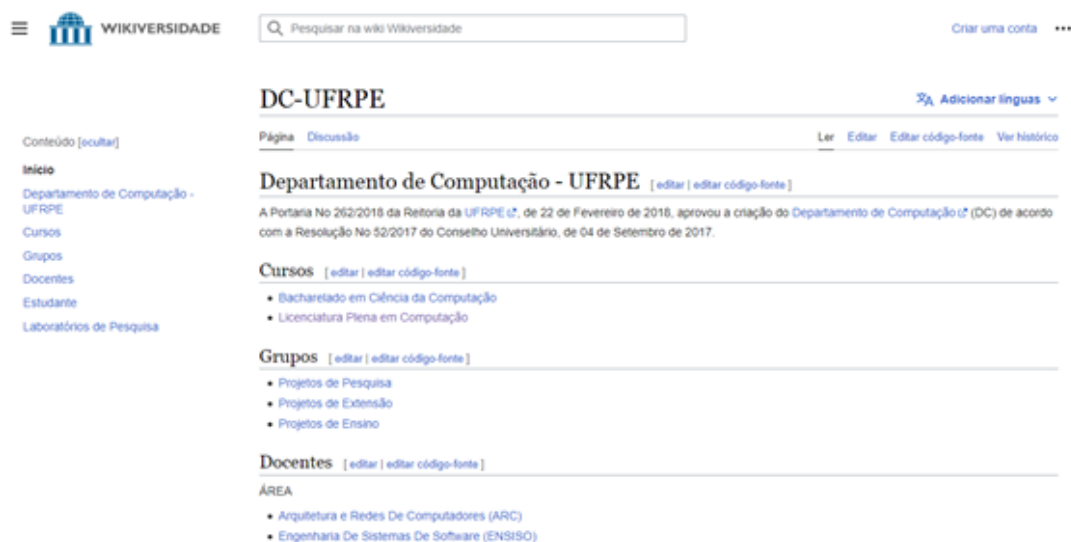 WIKIVERSIDADE
Pesquisar na wiki Wikiversidade
Criar uma conta
DC-UFRPE
Adicionar línguas
Página Discussão
Ler Editar Editar código-fonte Ver histórico
Conteúdo [ocultar]
Início
Departamento de Computação -
UFRPE
Cursos
Grupos
Docentes
Estudante
Laboratórios de Pesquisa
Departamento de Computação - UFRPE [ editar | editar código-fonte ]
A Portaria No 262/2018 da Reitoria da UFRPE, de 22 de Fevereiro de 2018, aprovou a criação do Departamento de Computação (DC) de acordo
com a Resolução No 52/2017 do Conselho Universitário, de 04 de Setembro de 2017.
Cursos [ editar | editar código-fonte ]
• Bacharelado em Ciência da Computação
• Licenciatura Plena em Computação
Grupos [ editar | editar código-fonte ]
• Projetos de Pesquisa
• Projetos de Extensão
• Projetos de Ensino
Docentes [ editar | editar código-fonte ]
ÁREA
• Arquitetura e Redes De Computadores (ARC)
• Engenharia De Sistemas De Software (ENSISO)